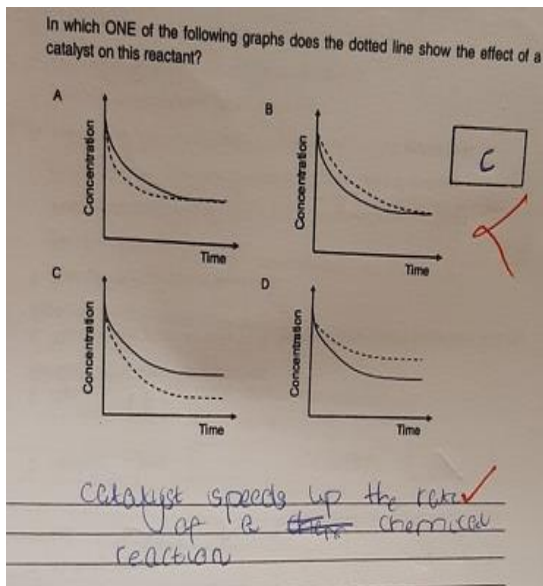 In which ONE of the following graphs does the dotted line show the effect of a
catalyst on this reactant?
A
Concentration
Time
B
Concentration
Time
C
C
Concentration
Time
D
Concentration
Time
catalyst speeds up the rate
of a chemical
reaction